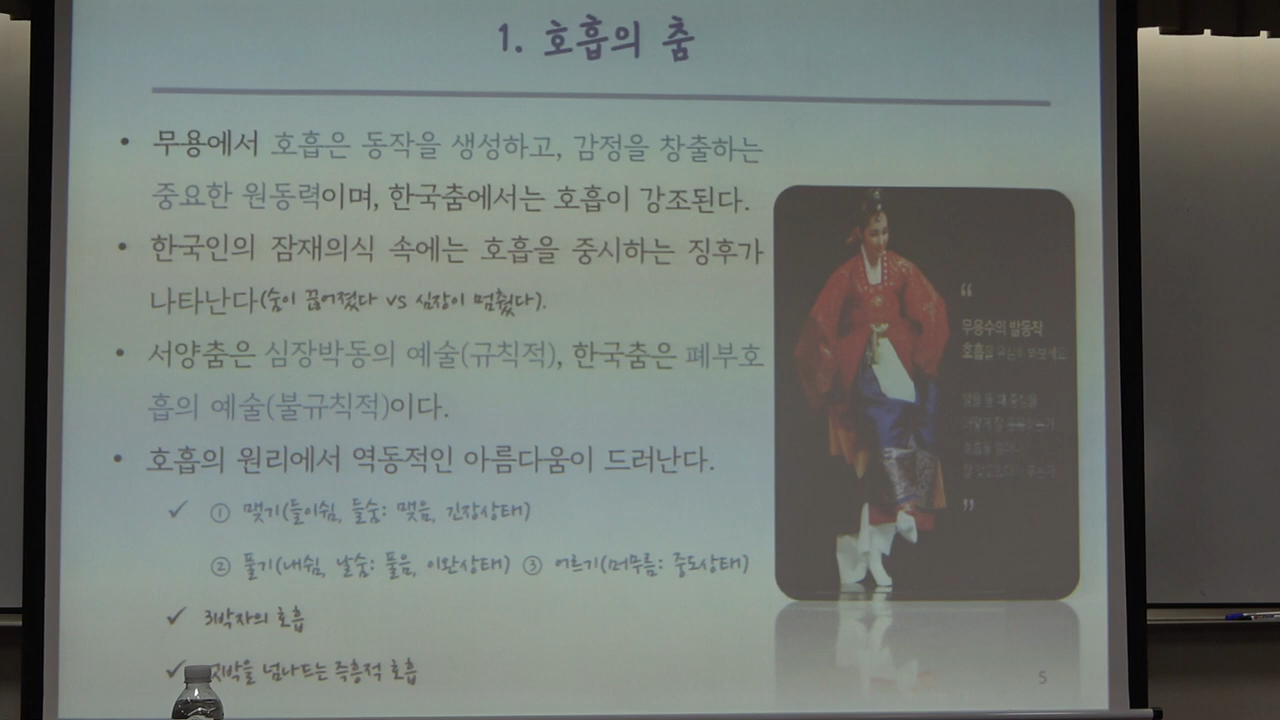 1. 호흡의 춤
• 무용에서 호흡은 동작을 생성하고, 감정을 창출하는
중요한 원동력이며, 한국춤에서는 호흡이 강조된다.
• 한국인의 잠재의식 속에는 호흡을 중시하는 징후가
나타난다(숨이 끊어졌다 vs 심장이 멈췄다).
• 서양춤은 심장박동의 예술(규칙적), 한국춤은 폐부호
흡의 예술(불규칙적)이다.
• 호흡의 원리에서 역동적인 아름다움이 드러난다.
✓ ① 맺기(들이쉼, 들숨: 맺음, 긴장상태)
② 풀기(내쉼, 날숨: 풀음, 이완상태) ③ 어르기(머무름: 중도상태)
✓ 3박자의 호흡
✓ 넘나드는 즉흥적 호흡
“
무용수의 발동작
호흡을
”
5